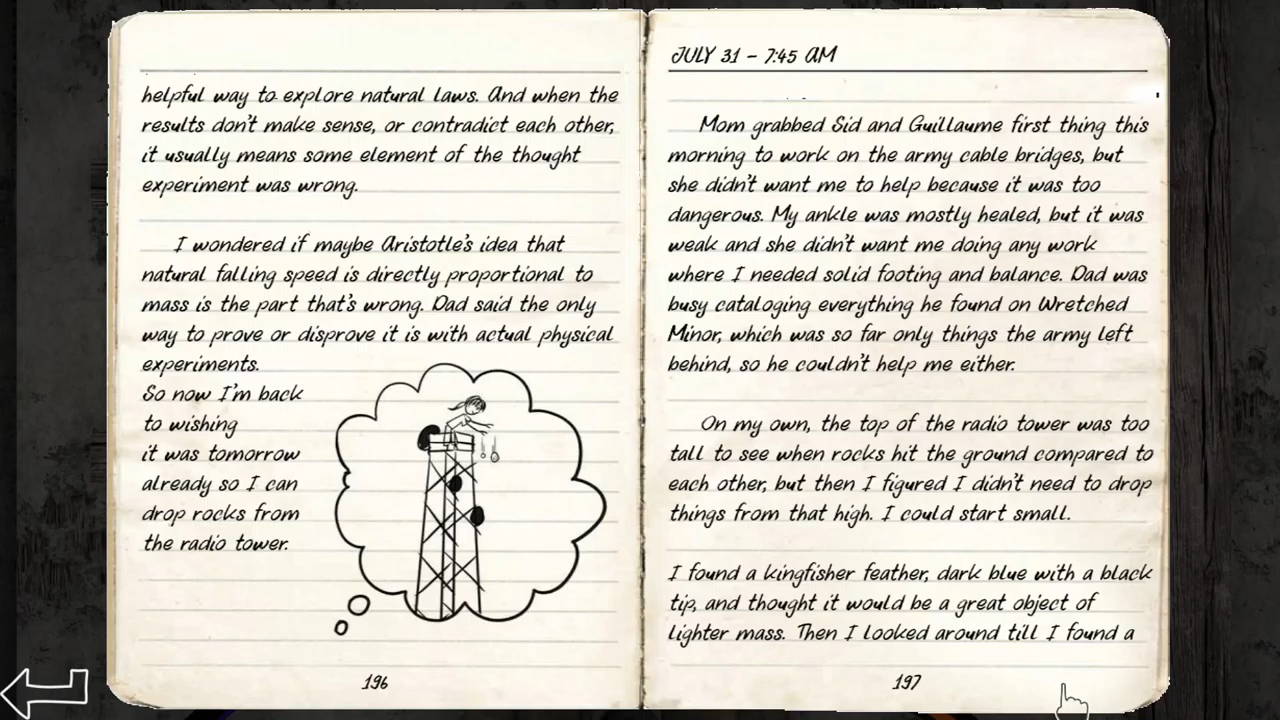 helpful way to explore natural laws. And when the
results don't make sense, or contradict each other,
it usually means some element of the thought
experiment was wrong.
I wondered if maybe Aristotle's idea that
natural falling speed is directly proportional to
mass is the part that's wrong. Dad said the only
way to prove or disprove it is with actual physical
experiments.
So now I'm back
to wishing
it was tomorrow
already so I can
drop rocks from
the radio tower.
196
JULY 31 - 7:45 AM
Mom grabbed Sid and Guillaume first thing this
morning to work on the army cable bridges, but
she didn't want me to help because it was too
dangerous. My ankle was mostly healed, but it was
weak and she didn't want me doing any work
where I needed solid footing and balance. Dad was
busy cataloging everything he found on Wretched
Minor, which was so far only things the army left
behind, so he couldn't help me either.
On my own, the top of the radio tower was too
tall to see when rocks hit the ground compared to
each other, but then I figured I didn't need to drop
things from that high. I could start small.
I found a kingfisher feather, dark blue with a black
tip, and thought it would be a great object of
lighter mass. Then I looked around till I found a
197